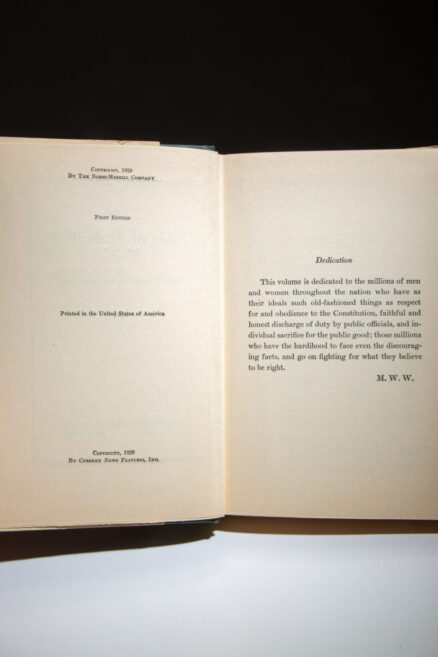 COPYRIGHT, 1929
BY THE BOBBS-MERRILL COMPANY
FIRST EDITION
Printed in the United States of America
COPYRIGHT, 1929
BY CURRENT NEWS FEATURES, INC.
Dedication
This volume is dedicated to the millions of men
and women throughout the nation who have as
their ideals such old-fashioned things as respect
for and obedience to the Constitution, faithful and
honest discharge of duty by public officials, and in-
dividual sacrifice for the public good; those millions
who have the hardihood to face even the discourag-
ing facts, and go on fighting for what they believe
to be right.
M. W. W.